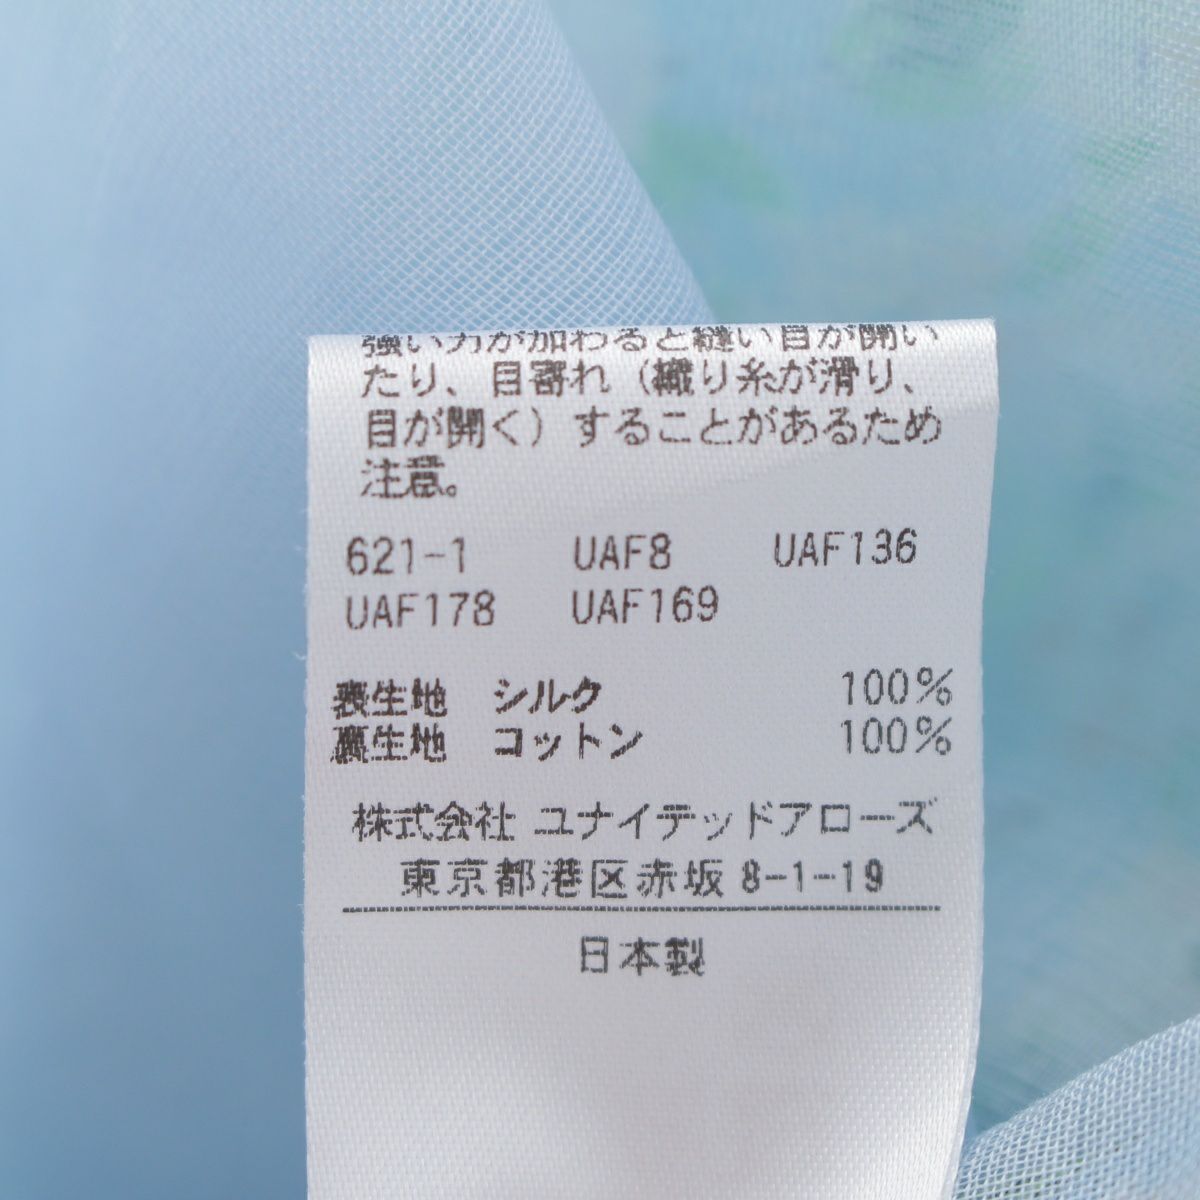 強い力が加わると縫い目が開い
たり、目寄れ（織り糸が滑り、
目が開く）することがあるため
注意。
621-1 UAF8 UAF136
UAF178 UAF169
表生地 シルク 100%
裏生地 コットン 100%
株式会社 ユナイテッドアローズ
東京都港区赤坂 8-1-19
日本製